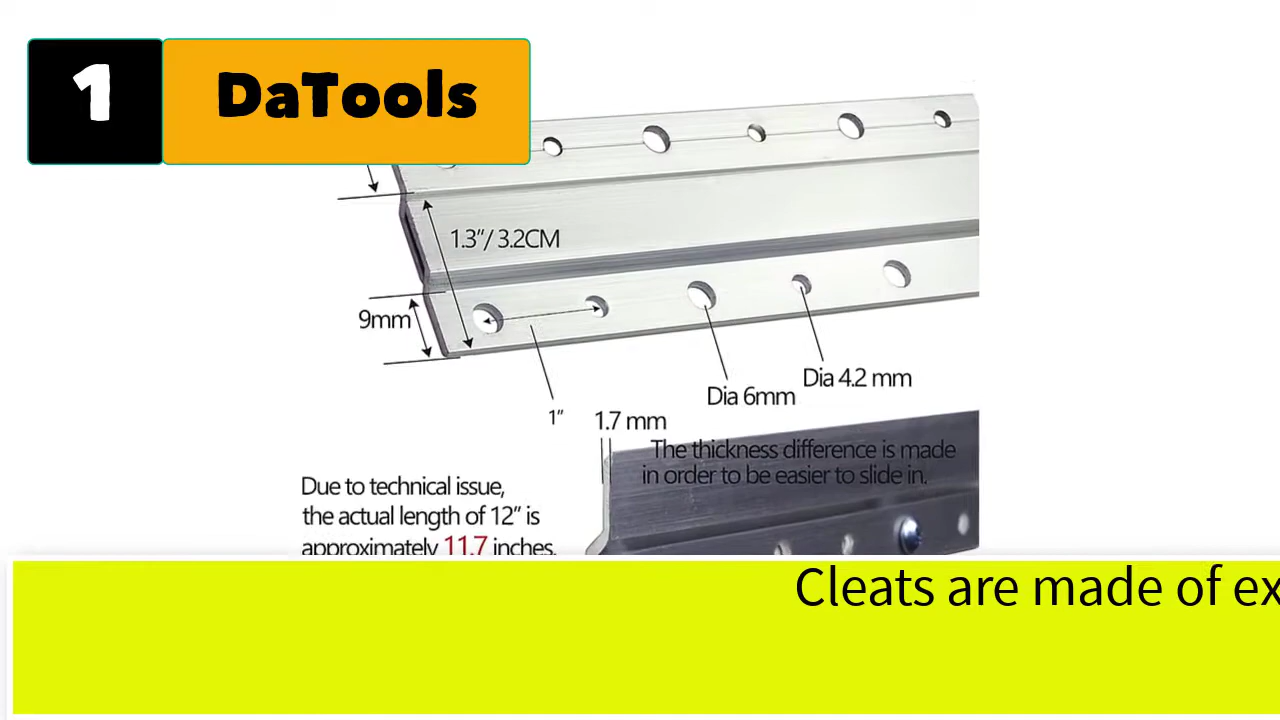 1 DaTools
1.3"/ 3.2CM
9mm
Dia 4.2 mm
Dia 6mm
1"
1.7 mm
The thickness difference is made
in order to be easier to slide in.
Due to technical issue,
the actual length of 12" is
approximately 11.7 inches.
Cleats are made of ex